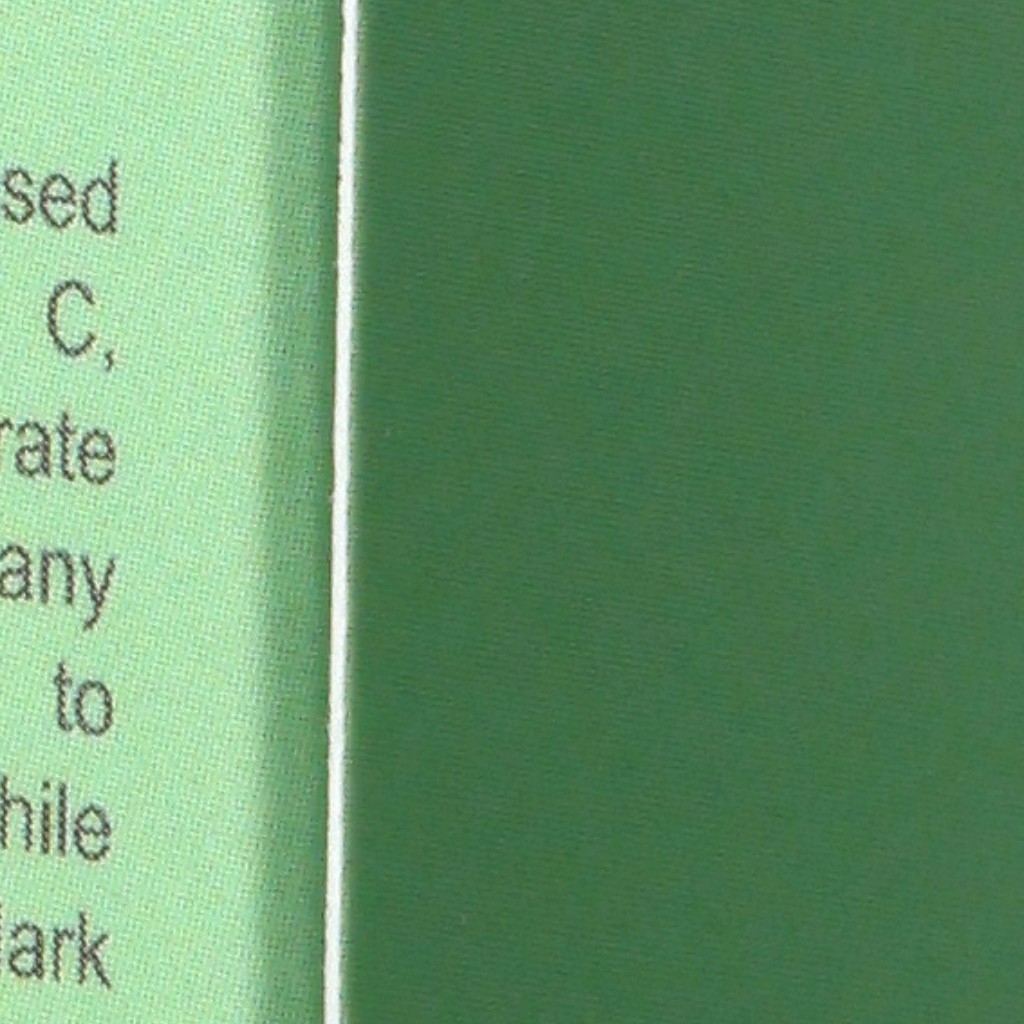 sed
C,
rate
any
to
hile
lark